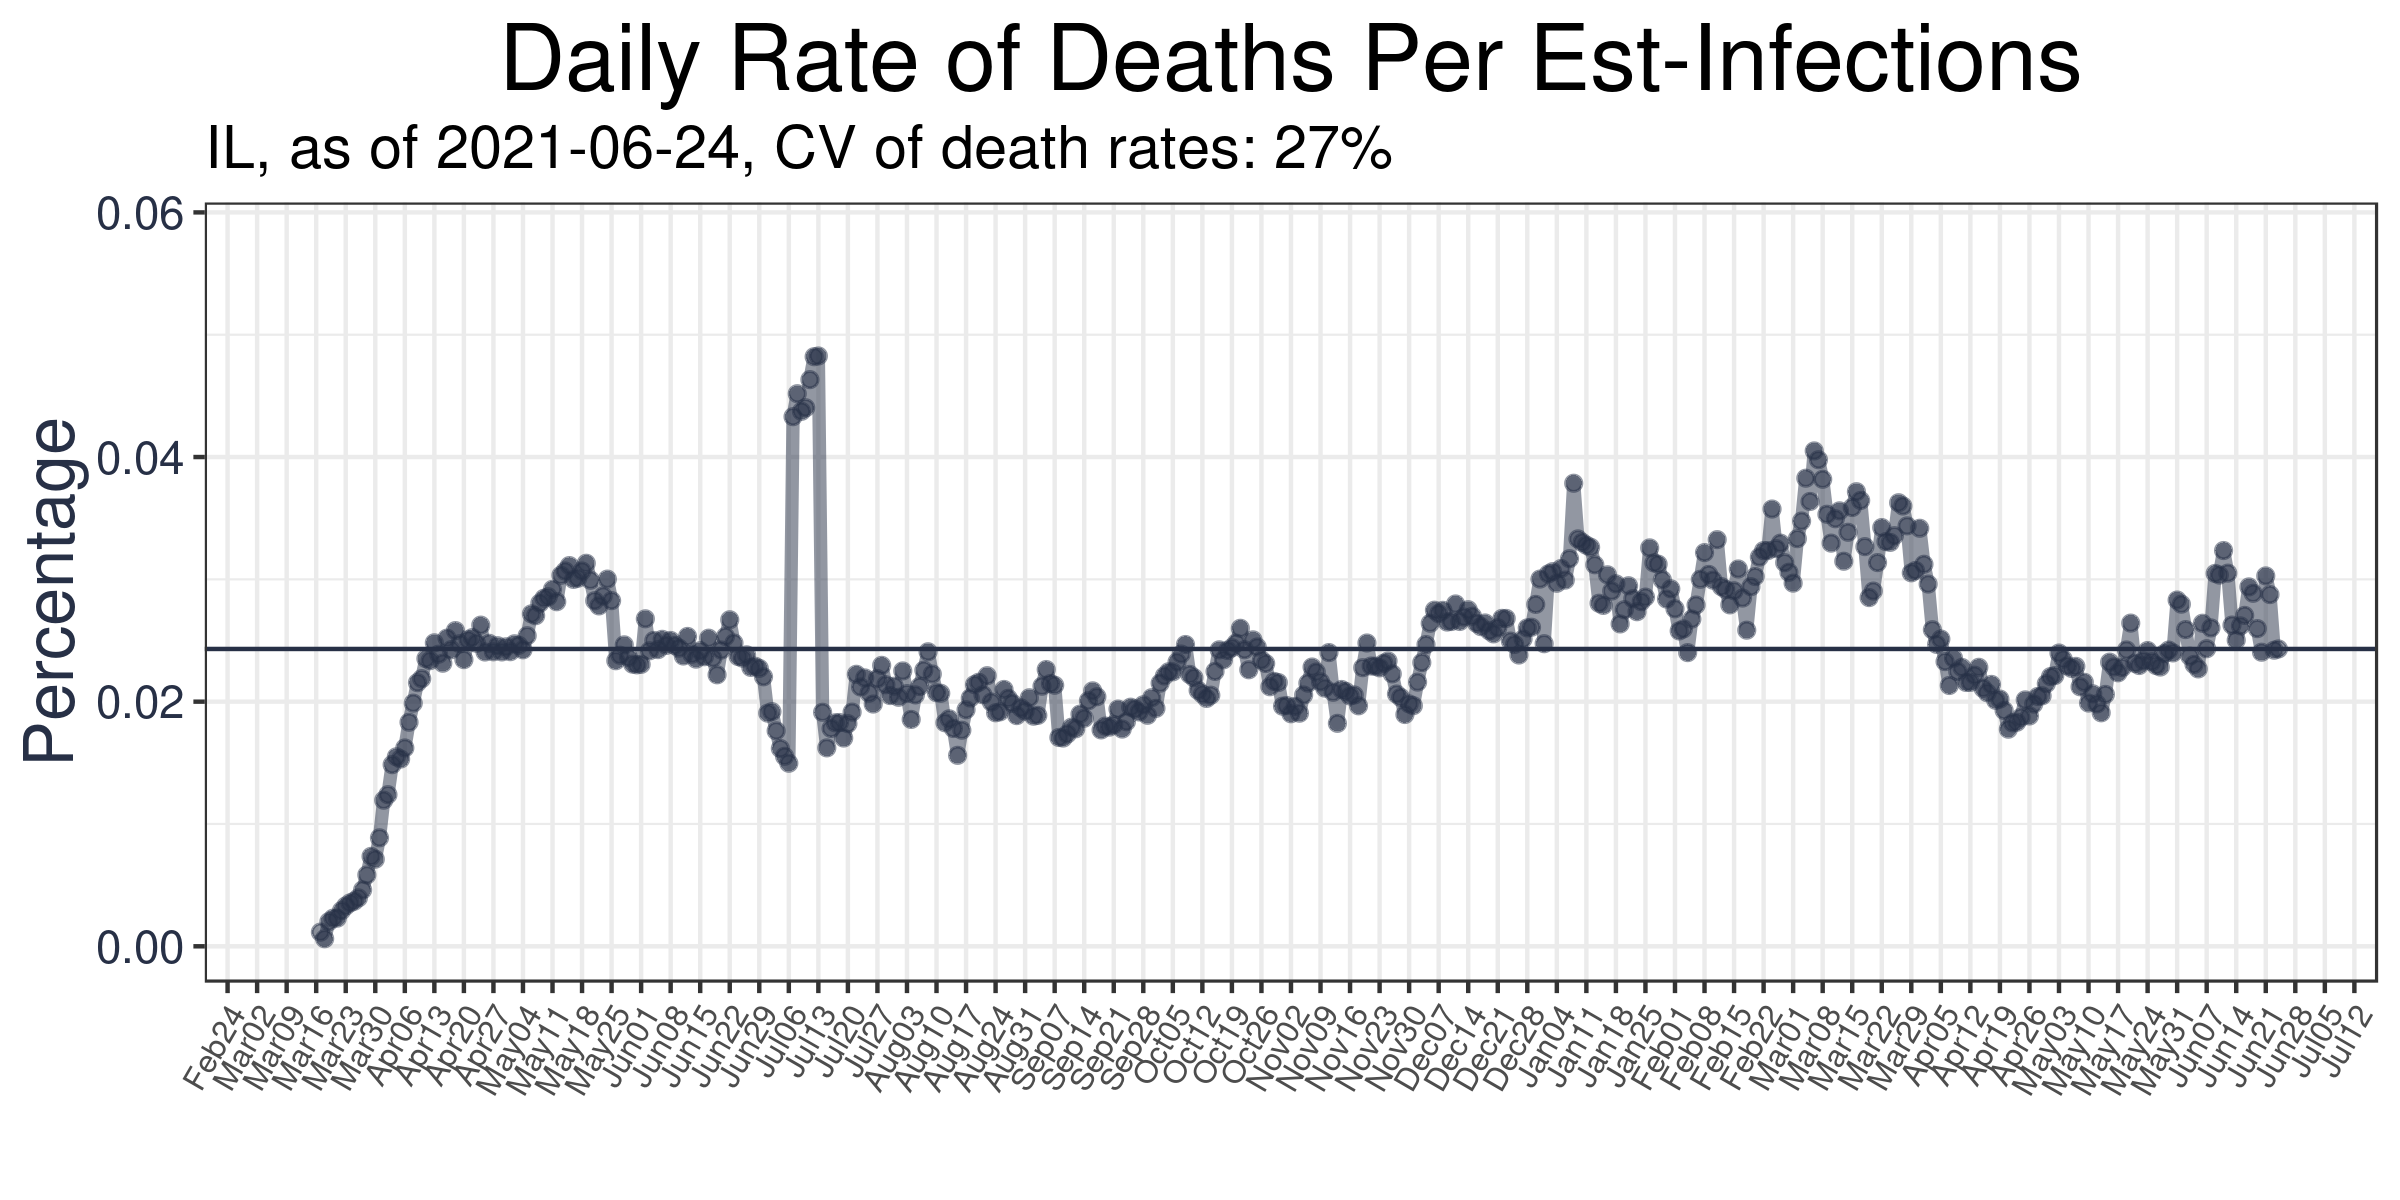 Daily Rate of Deaths Per Est-Infections
IL, as of 2021-06-24, CV of death rates: 27%
Percentage
0.06
0.04
0.02
0.00
Feb24
Mar02
Mar09
Mar16
Mar23
Mar30
Apr06
Apr13
Apr20
Apr27
May04
May11
May18
May25
Jun01
Jun08
Jun15
Jun22
Jun29
Jul06
Jul13
Jul20
Jul27
Aug03
Aug10
Aug17
Aug24
Aug31
Sep07
Sep14
Sep21
Sep28
Oct05
Oct12
Oct19
Oct26
Nov02
Nov09
Nov16
Nov23
Nov30
Dec07
Dec14
Dec21
Dec28
Jan04
Jan11
Jan18
Jan25
Feb01
Feb08
Feb15
Feb22
Mar01
Mar08
Mar15
Mar22
Mar29
Apr05
Apr12
Apr19
Apr26
May03
May10
May17
May24
May31
Jun07
Jun14
Jun21
Jun28
Jul05
Jul12